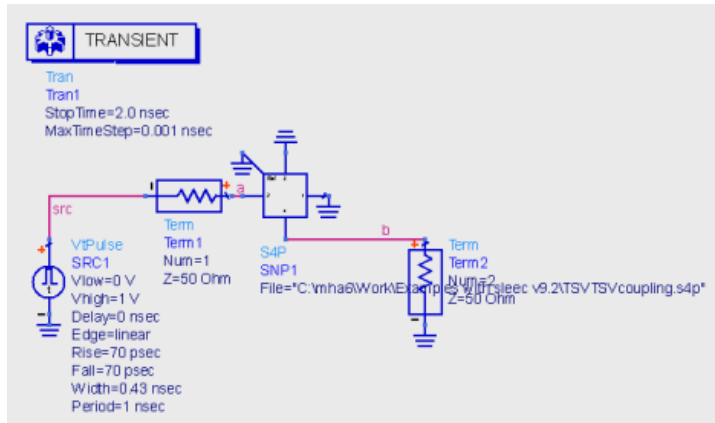 TRANSIENT
Tran
Tran1
StopTime=2.0 nsec
MaxTimeStep=0.001 nsec
src
a
b
VtPulse
SRC1
Vlow=0 V
Vhigh=1 V
Delay=0 nsec
Edge=linear
Rise=70 psec
Fall=70 psec
Width=0.43 nsec
Period=1 nsec
Term
Term1
Num=1
Z=50 Ohm
S4P
SNP1
Term
Term2
Num=2
Z=50 Ohm